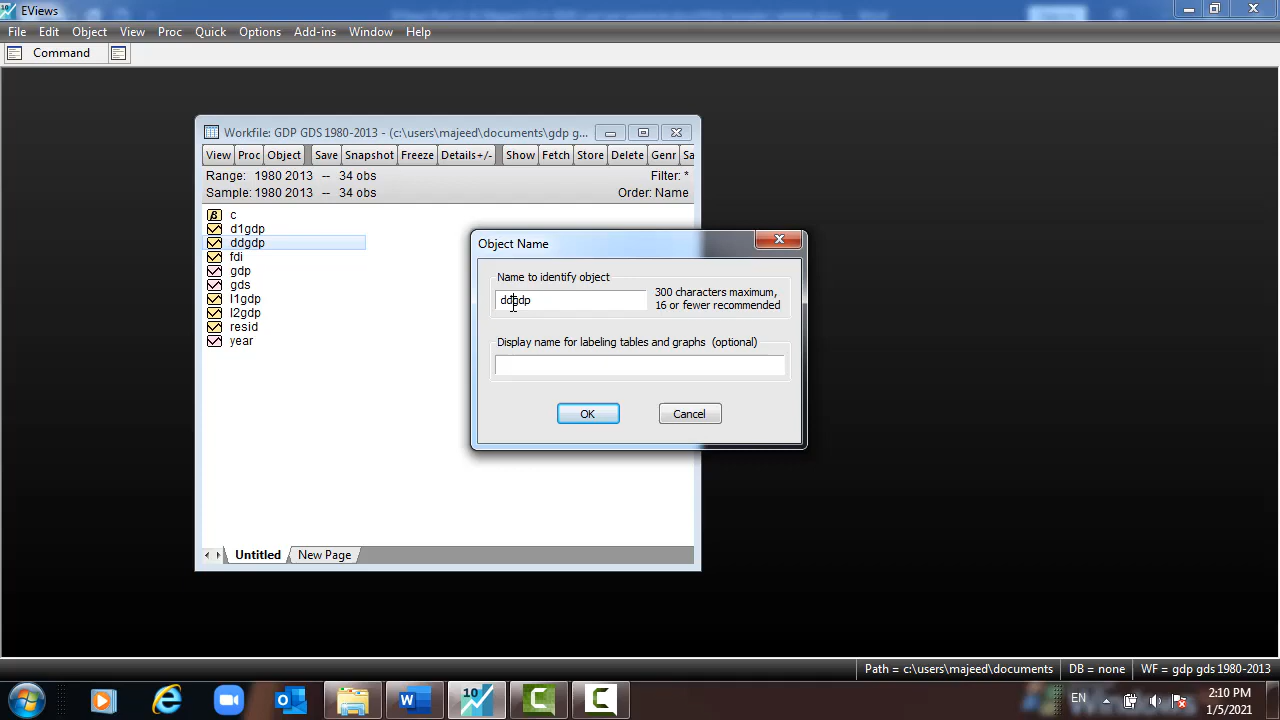 EViews
File Edit Object View Proc Quick Options Add-ins Window Help
Command
Workfile: GDP GDS 1980-2013 - (c:\users\majeed\documents\gdp g...
View Proc Object Save Snapshot Freeze Details+/- Show Fetch Store Delete Genr Sa
Range: 1980 2013 -- 34 obs Filter: *
Sample: 1980 2013 -- 34 obs Order: Name
β c
d1gdp
ddgdp
fdi
gdp
gds
l1gdp
l2gdp
resid
year
Object Name
Name to identify object
ddgdp
300 characters maximum,
16 or fewer recommended
Display name for labeling tables and graphs (optional)
OK Cancel
Untitled New Page
Path = c:\users\majeed\documents DB = none WF = gdp gds 1980-2013
10
EN
2:10 PM
1/5/2021